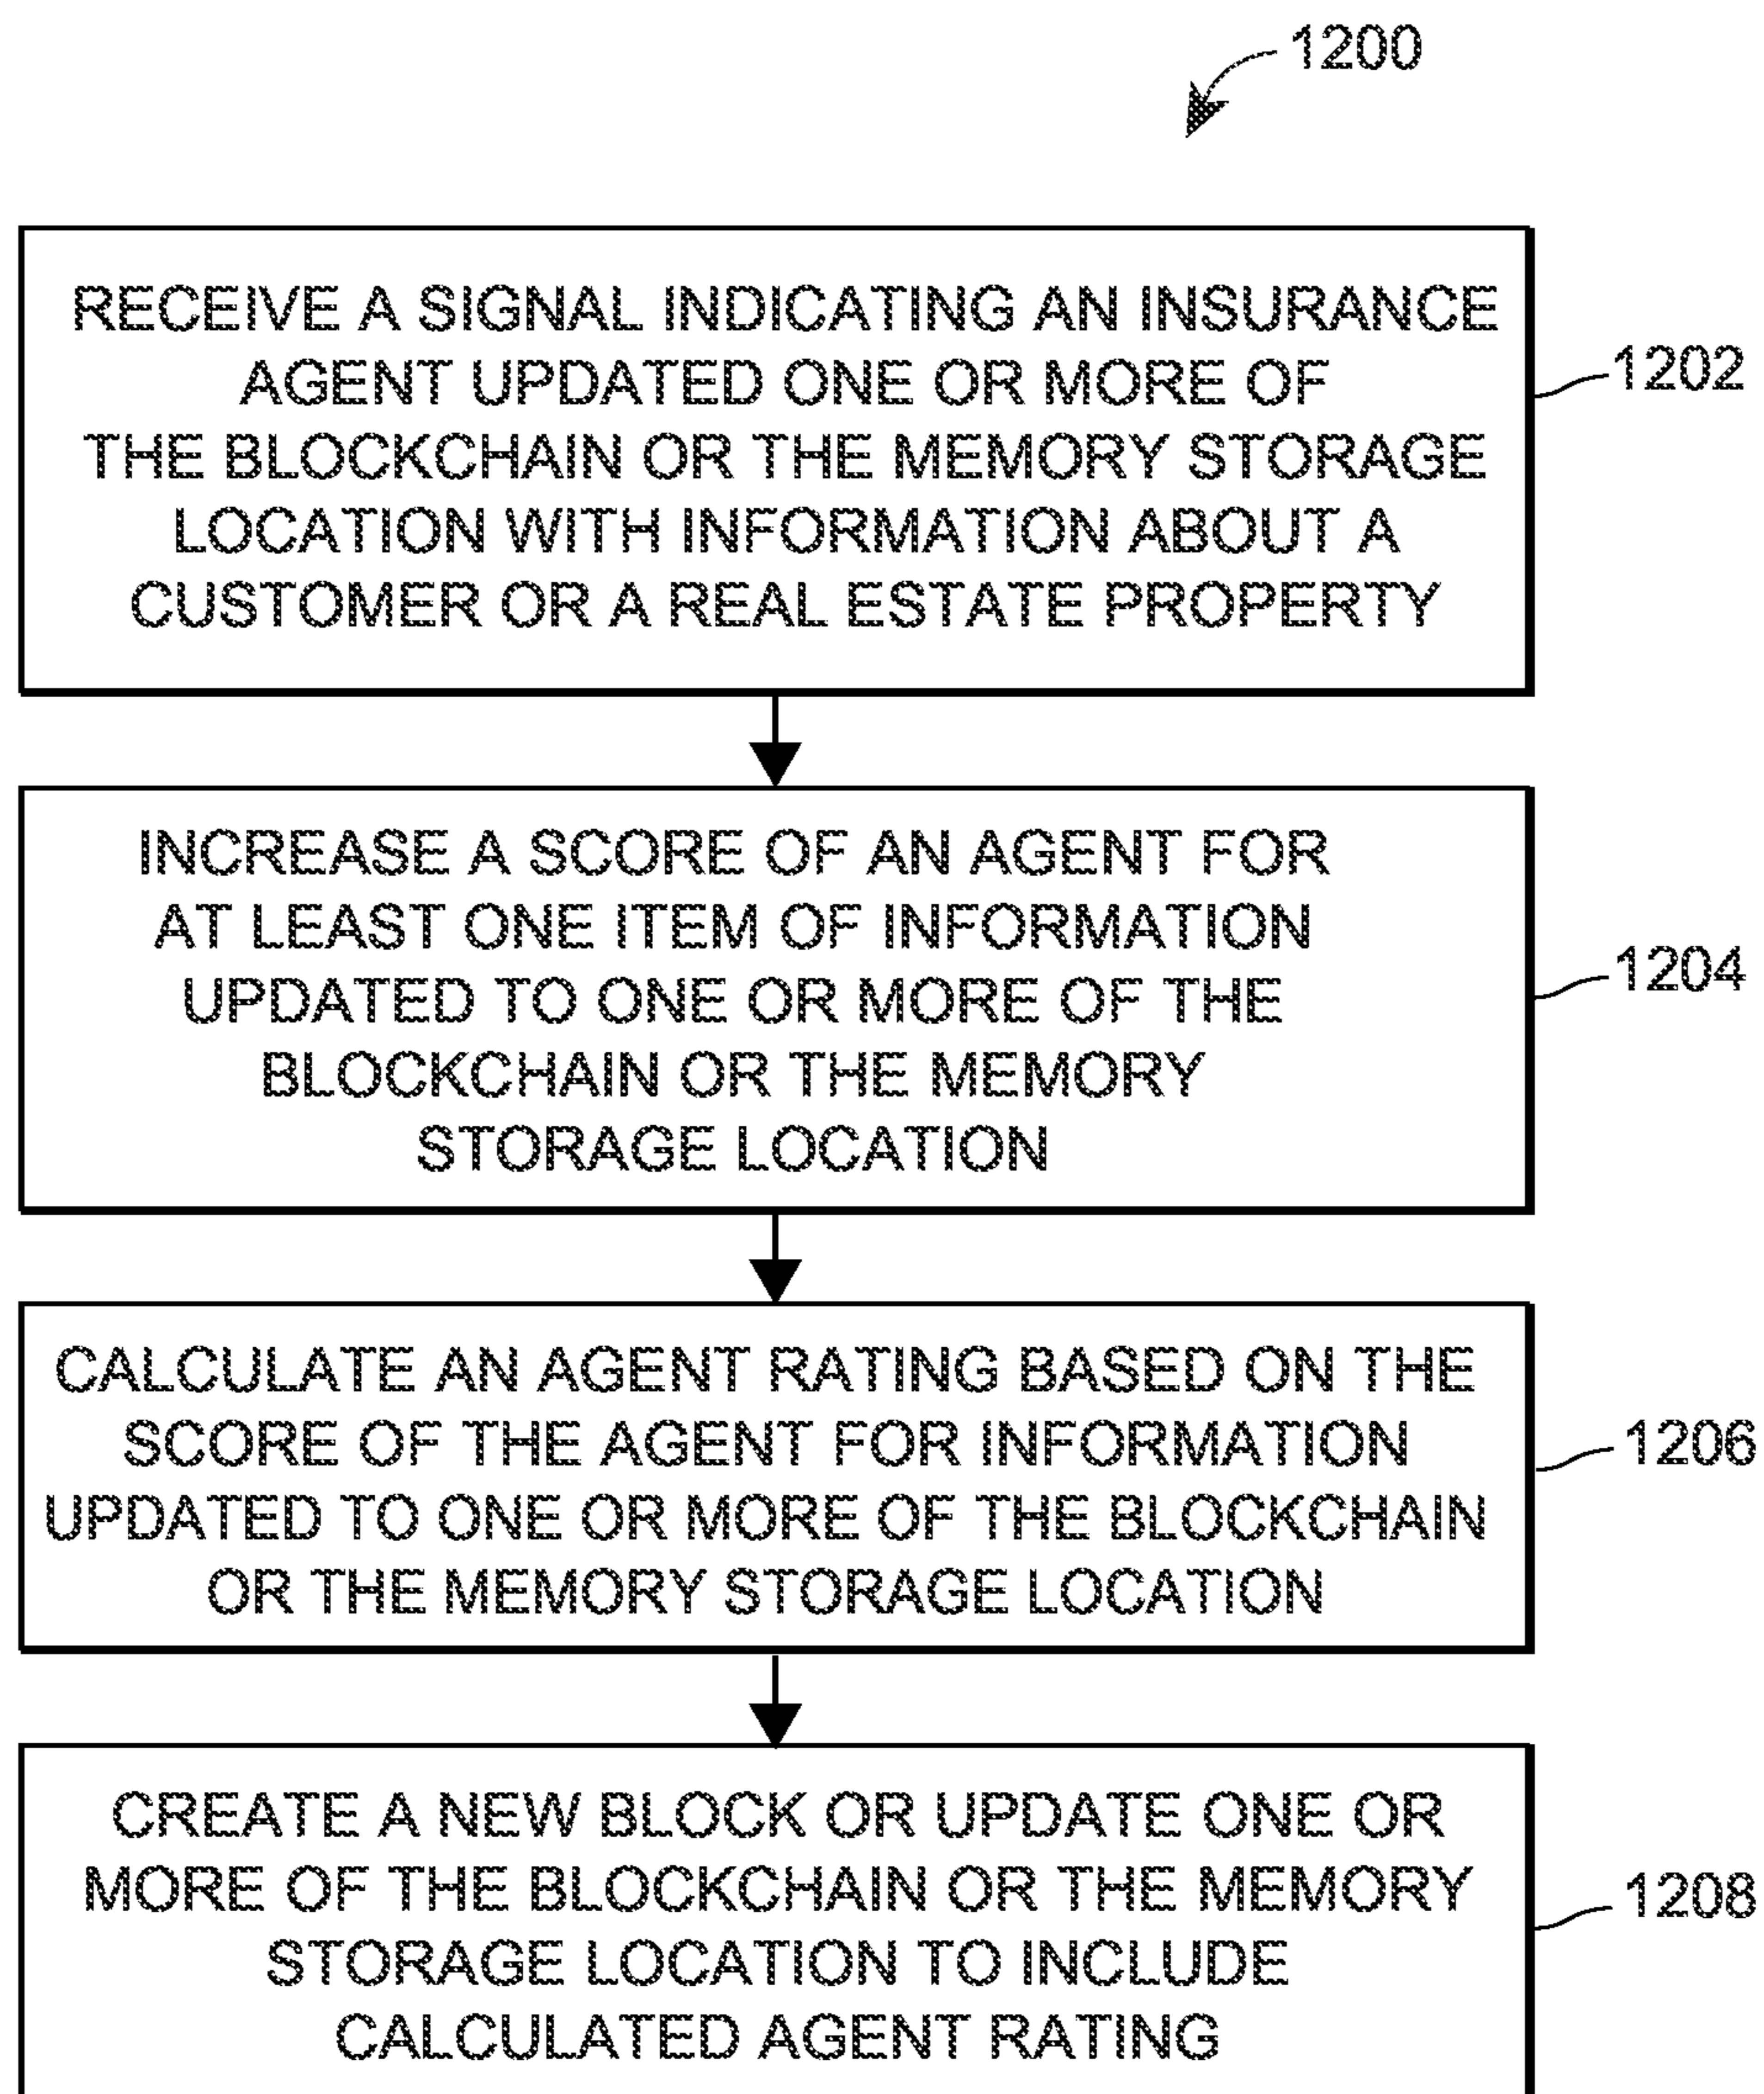 1200
RECEIVE A SIGNAL INDICATING AN INSURANCE
AGENT UPDATED ONE OR MORE OF
THE BLOCKCHAIN OR THE MEMORY STORAGE
LOCATION WITH INFORMATION ABOUT A
CUSTOMER OR A REAL ESTATE PROPERTY
1202
INCREASE A SCORE OF AN AGENT FOR
AT LEAST ONE ITEM OF INFORMATION
UPDATED TO ONE OR MORE OF THE
BLOCKCHAIN OR THE MEMORY
STORAGE LOCATION
1204
CALCULATE AN AGENT RATING BASED ON THE
SCORE OF THE AGENT FOR INFORMATION
UPDATED TO ONE OR MORE OF THE BLOCKCHAIN
OR THE MEMORY STORAGE LOCATION
1206
CREATE A NEW BLOCK OR UPDATE ONE OR
MORE OF THE BLOCKCHAIN OR THE MEMORY
STORAGE LOCATION TO INCLUDE
CALCULATED AGENT RATING
1208